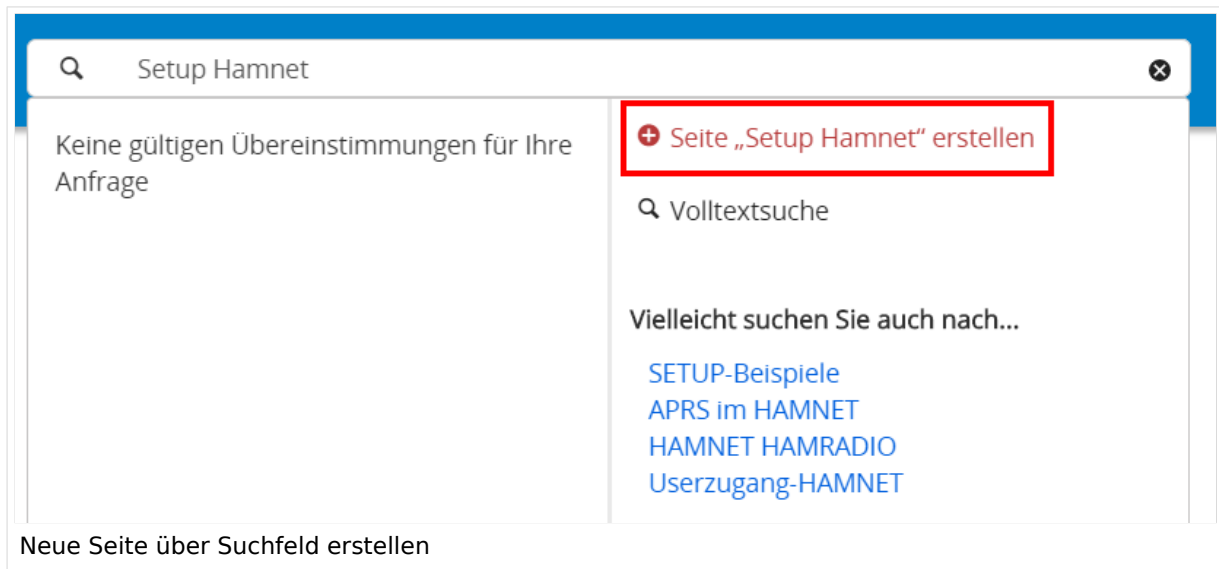 Setup Hamnet
Keine gültigen Übereinstimmungen für Ihre
Anfrage
Seite „Setup Hamnet“ erstellen
Volltextsuche
Vielleicht suchen Sie auch nach...
SETUP-Beispiele
APRS im HAMNET
HAMNET HAMRADIO
Userzugang-HAMNET
Neue Seite über Suchfeld erstellen